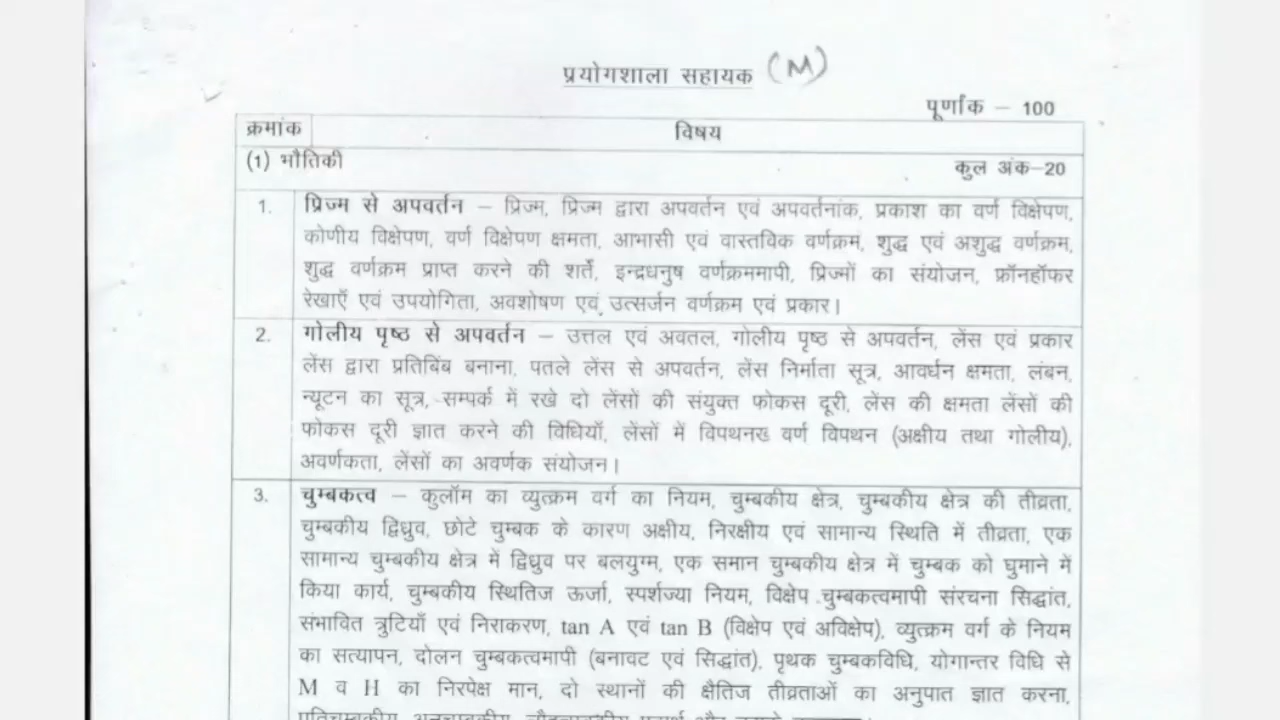 प्रयोगशाला सहायक (M)
पूर्णांक – 100
क्रमांक विषय
(1) भौतिकी कुल अंक–20
1. प्रिज्म से अपवर्तन – प्रिज्म, प्रिज्म द्वारा अपवर्तन एवं अपवर्तनांक, प्रकाश का वर्ण विक्षेपण,
कोणीय विक्षेपण, वर्ण विक्षेपण क्षमता, आभासी एवं वास्तविक वर्णक्रम, शुद्ध एवं अशुद्ध वर्णक्रम,
शुद्ध वर्णक्रम प्राप्त करने की शर्ते, इन्द्रधनुष वर्णक्रममापी, प्रिज्मों का संयोजन, फ्रॉनहॉफर
रेखाएँ एवं उपयोगिता, अवशोषण एवं उत्सर्जन वर्णक्रम एवं प्रकार।
2. गोलीय पृष्ठ से अपवर्तन – उत्तल एवं अवतल, गोलीय पृष्ठ से अपवर्तन, लेंस एवं प्रकार
लेंस द्वारा प्रतिबिंब बनाना, पतले लेंस से अपवर्तन, लेंस निर्माता सूत्र, आवर्धन क्षमता, लंबन,
न्यूटन का सूत्र, सम्पर्क में रखे दो लेंसों की संयुक्त फोकस दूरी, लेंस की क्षमता लेंसों की
फोकस दूरी ज्ञात करने की विधियाँ, लेंसों में विपथनख वर्ण विपथन (अक्षीय तथा गोलीय),
अवर्णकता, लेंसों का अवर्णक संयोजन।
3. चुम्बकत्व – कुलॉम का व्युत्क्रम वर्ग का नियम, चुम्बकीय क्षेत्र, चुम्बकीय क्षेत्र की तीव्रता,
चुम्बकीय द्विध्रुव, छोटे चुम्बक के कारण अक्षीय, निरक्षीय एवं सामान्य स्थिति में तीव्रता, एक
सामान्य चुम्बकीय क्षेत्र में द्विध्रुव पर बलयुग्म, एक समान चुम्बकीय क्षेत्र में चुम्बक को घुमाने में
किया कार्य, चुम्बकीय स्थितिज ऊर्जा, स्पर्शज्या नियम, विक्षेप चुम्बकत्वमापी संरचना सिद्धांत,
संभावित त्रुटियाँ एवं निराकरण, tan A एवं tan B (विक्षेप एवं अविक्षेप), व्युत्क्रम वर्ग के नियम
का सत्यापन, दोलन चुम्बकत्वमापी (बनावट एवं सिद्धांत), पृथक चुम्बकविधि, योगान्तर विधि से
M व H का निरपेक्ष मान, दो स्थानों की क्षैतिज तीव्रताओं का अनुपात ज्ञात करना,